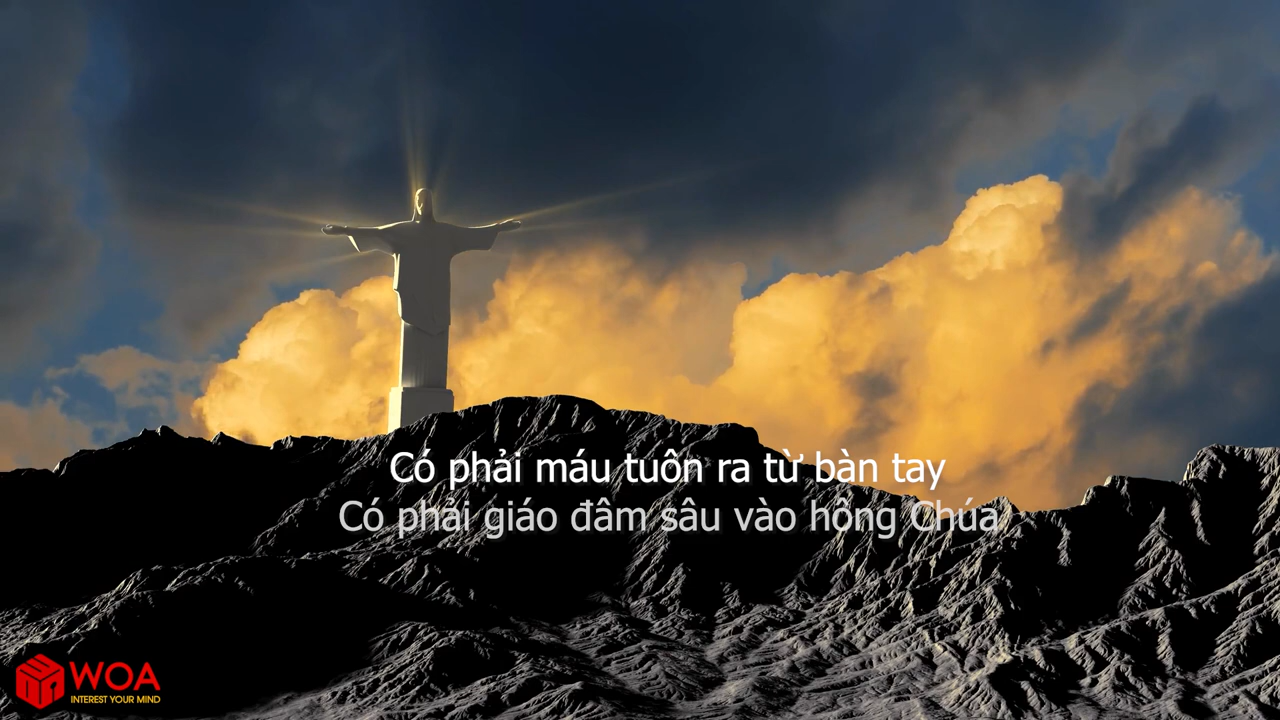 Có phải máu tuôn ra từ bàn tay
Có phải giáo đâm sâu vào hông Chúa
WOA
INTEREST YOUR MIND